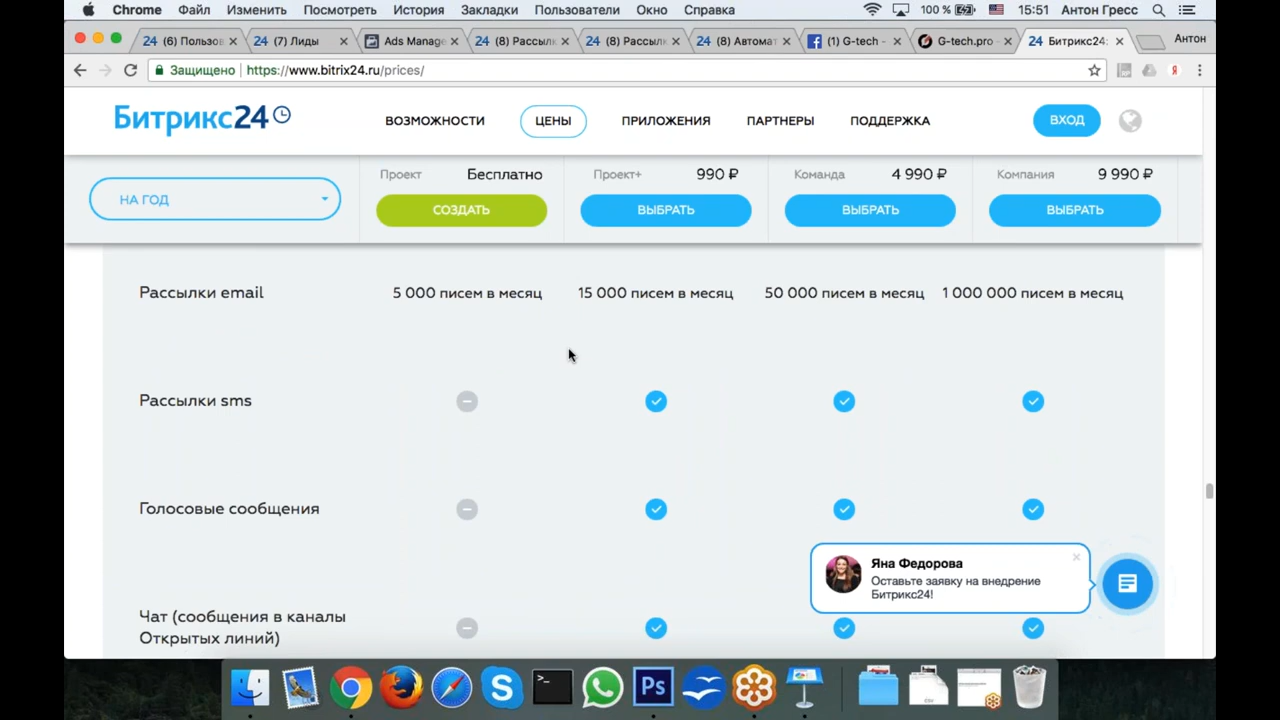 Chrome Файл Изменить Просмотреть История Закладки Пользователи Окно Справка 100 % 15:51 Антон Гресс
24 (6) Пользов 24 (7) Лиды Ads Manage 24 (8) Рассылк 24 (8) Рассылк 24 (8) Автомат (1) G-tech - G-tech.pro - 24 Битрикс24: Антон
Защищено https://www.bitrix24.ru/prices/
Битрикс24 ВОЗМОЖНОСТИ ЦЕНЫ ПРИЛОЖЕНИЯ ПАРТНЕРЫ ПОДДЕРЖКА ВХОД
Проект Бесплатно Проект+ 990 ₽ Команда 4 990 ₽ Компания 9 990 ₽
НА ГОД СОЗДАТЬ ВЫБРАТЬ ВЫБРАТЬ ВЫБРАТЬ
Рассылки email 5 000 писем в месяц 15 000 писем в месяц 50 000 писем в месяц 1 000 000 писем в месяц
Рассылки sms
Голосовые сообщения
Яна Федорова
Оставьте заявку на внедрение
Битрикс24!
Чат (сообщения в каналы
Открытых линий)
Ps